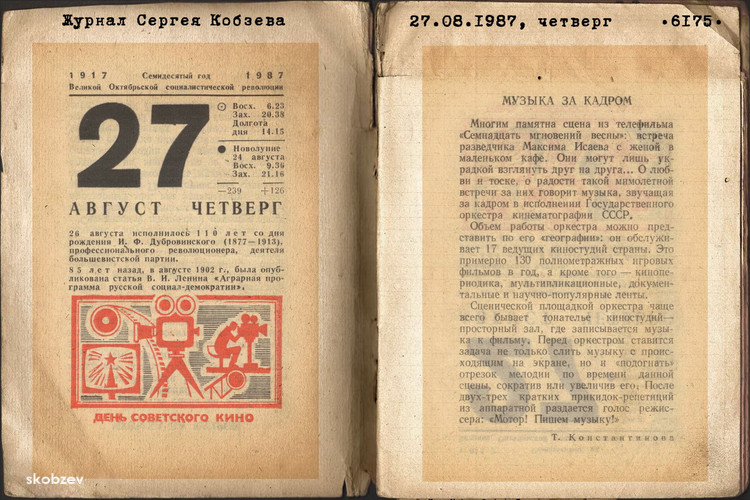 Журнал Сергея Кобзева
27.08.1987, четверг •6175•
1917 Семидесятый год 1987
Великой Октябрьской социалистической революции
27
Восх. 6.23
Зах. 20.38
Долгота
дня 14.15
Новолуние
24 августа
Восх. 9.36
Зах. 21.16
—239 +126
АВГУСТ ЧЕТВЕРГ
26 августа исполнилось 110 лет со дня
рождения И. Ф. Дубровинского (1877—1913),
профессионального революционера, деятеля
большевистской партии.
85 лет назад, в августе 1902 г., была опуб-
ликована статья В. И. Ленина «Аграрная про-
грамма русской социал-демократии».
ДЕНЬ СОВЕТСКОГО КИНО
skobzev
МУЗЫКА ЗА КАДРОМ
Многим памятна сцена из телефильма
«Семнадцать мгновений весны»: встреча
разведчика Максима Исаева с женой в
маленьком кафе. Они могут лишь ук-
радкой взглянуть друг на друга... О люб-
ви и тоске, о радости такой мимолетной
встречи за них говорит музыка, звучащая
за кадром в исполнении Государственного
оркестра кинематографии СССР.
Объем работы оркестра можно пред-
ставить по его «географии»: он обслужи-
вает 17 ведущих киностудий страны. Это
примерно 130 полнометражных игровых
фильмов в год, а кроме того — кинопе-
риодика, мультипликационные, докумен-
тальные и научно-популярные ленты.
Сценической площадкой оркестра чаще
всего бывает тонателье киностудий—
просторный зал, где записывается музы-
ка к фильму. Перед оркестром ставится
задача не только слить музыку с проис-
ходящим на экране, но и «подогнать»
отрезок мелодии по времени данной
сцены, сократив или увеличив его. После
двух-трех кратких прикидок-репетиций
из аппаратной раздается голос режис-
сера: «Мотор! Пишем музыку!»
Т. Константинова